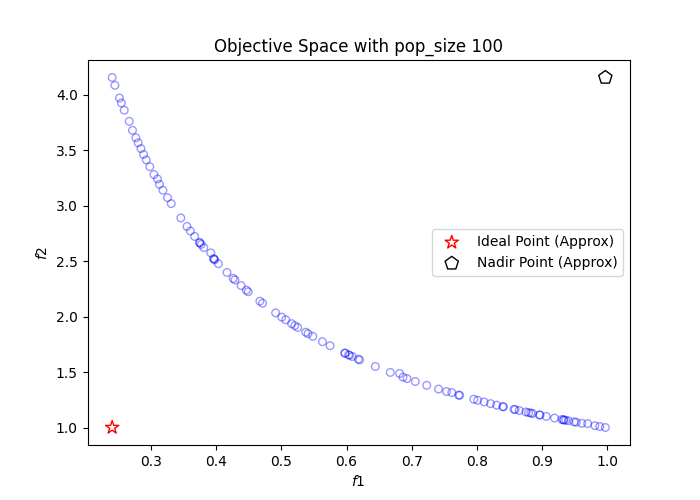 Objective Space with pop_size 100
4.0
3.5
3.0
2.5
2.0
1.5
1.0
f2
Ideal Point (Approx)
Nadir Point (Approx)
0.3 0.4 0.5 0.6 0.7 0.8 0.9 1.0
f1